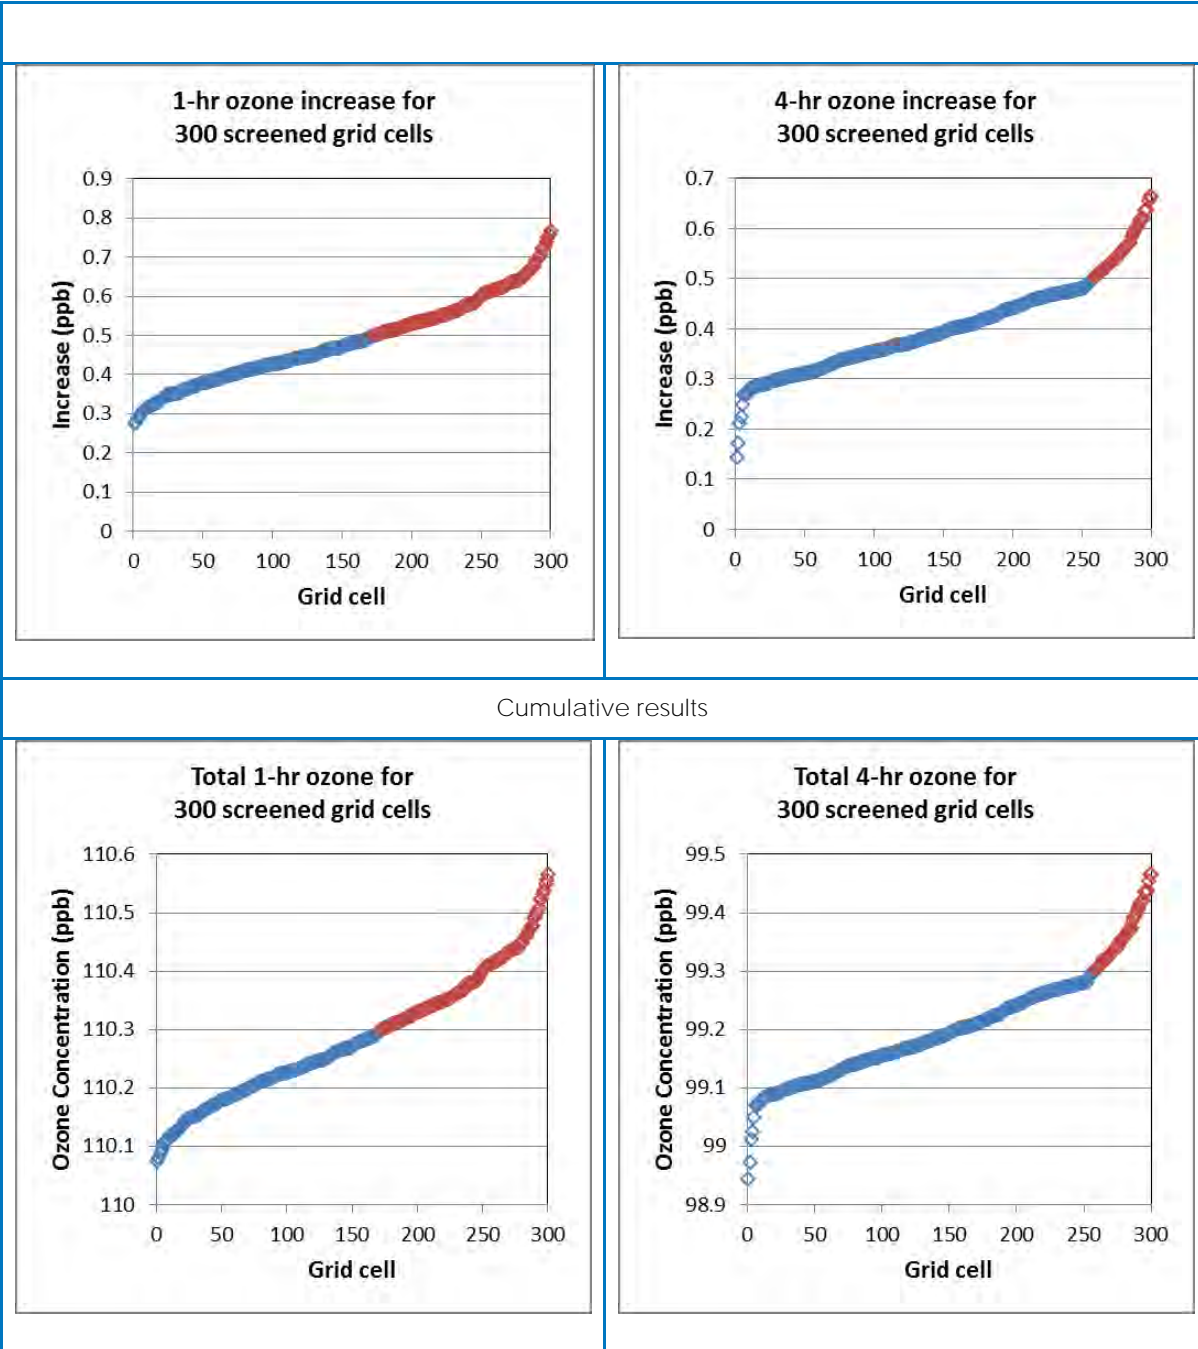 1-hr ozone increase for
300 screened grid cells
Increase (ppb)
0.9
0.8
0.7
0.6
0.5
0.4
0.3
0.2
0.1
0
0 50 100 150 200 250 300
Grid cell
4-hr ozone increase for
300 screened grid cells
Increase (ppb)
0.7
0.6
0.5
0.4
0.3
0.2
0.1
0
0 50 100 150 200 250 300
Grid cell
Cumulative results
Total 1-hr ozone for
300 screened grid cells
Ozone Concentration (ppb)
110.6
110.5
110.4
110.3
110.2
110.1
110
0 50 100 150 200 250 300
Grid cell
Total 4-hr ozone for
300 screened grid cells
Ozone Concentration (ppb)
99.5
99.4
99.3
99.2
99.1
99
98.9
0 50 100 150 200 250 300
Grid cell